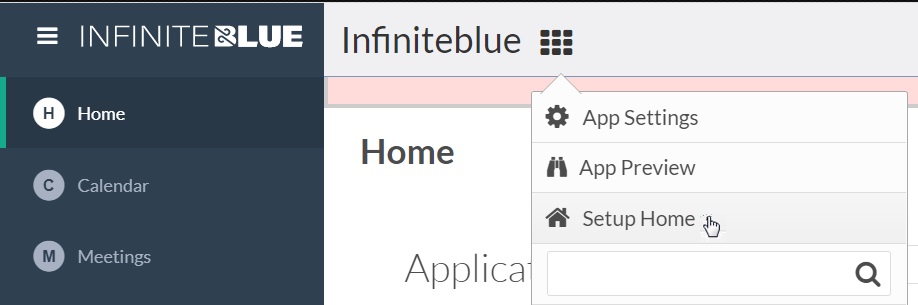 INFINITEBLUE
Infiniteblue
H Home
C Calendar
M Meetings
Home
App Settings
App Preview
Setup Home
Applicat